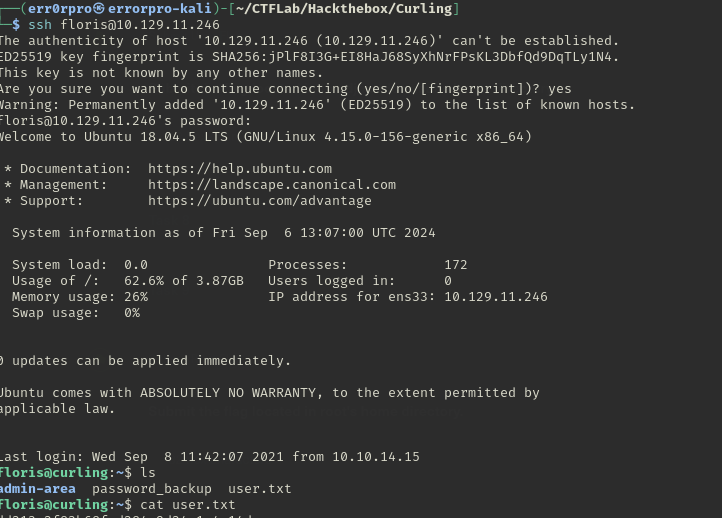 (err0rpro㉿errorpro-kali)-[~/CTFLab/Hackthebox/Curling]
$ ssh floris@10.129.11.246
The authenticity of host '10.129.11.246 (10.129.11.246)' can't be established.
ED25519 key fingerprint is SHA256:jPlF8I3G+EI8HaJ68SyXhNrFPsKL3DbfQd9DqTLy1N4.
This key is not known by any other names.
Are you sure you want to continue connecting (yes/no/[fingerprint])? yes
Warning: Permanently added '10.129.11.246' (ED25519) to the list of known hosts.
floris@10.129.11.246's password:
Welcome to Ubuntu 18.04.5 LTS (GNU/Linux 4.15.0-156-generic x86_64)
* Documentation:  https://help.ubuntu.com
* Management:     https://landscape.canonical.com
* Support:        https://ubuntu.com/advantage
System information as of Fri Sep  6 13:07:00 UTC 2024
System load:  0.0               Processes:            172
Usage of /:   62.6% of 3.87GB   Users logged in:      0
Memory usage: 26%               IP address for ens33: 10.129.11.246
Swap usage:   0%
0 updates can be applied immediately.
Ubuntu comes with ABSOLUTELY NO WARRANTY, to the extent permitted by
applicable law.
Last login: Wed Sep  8 11:42:07 2021 from 10.10.14.15
floris@curling:~$ ls
admin-area  password_backup  user.txt
floris@curling:~$ cat user.txt